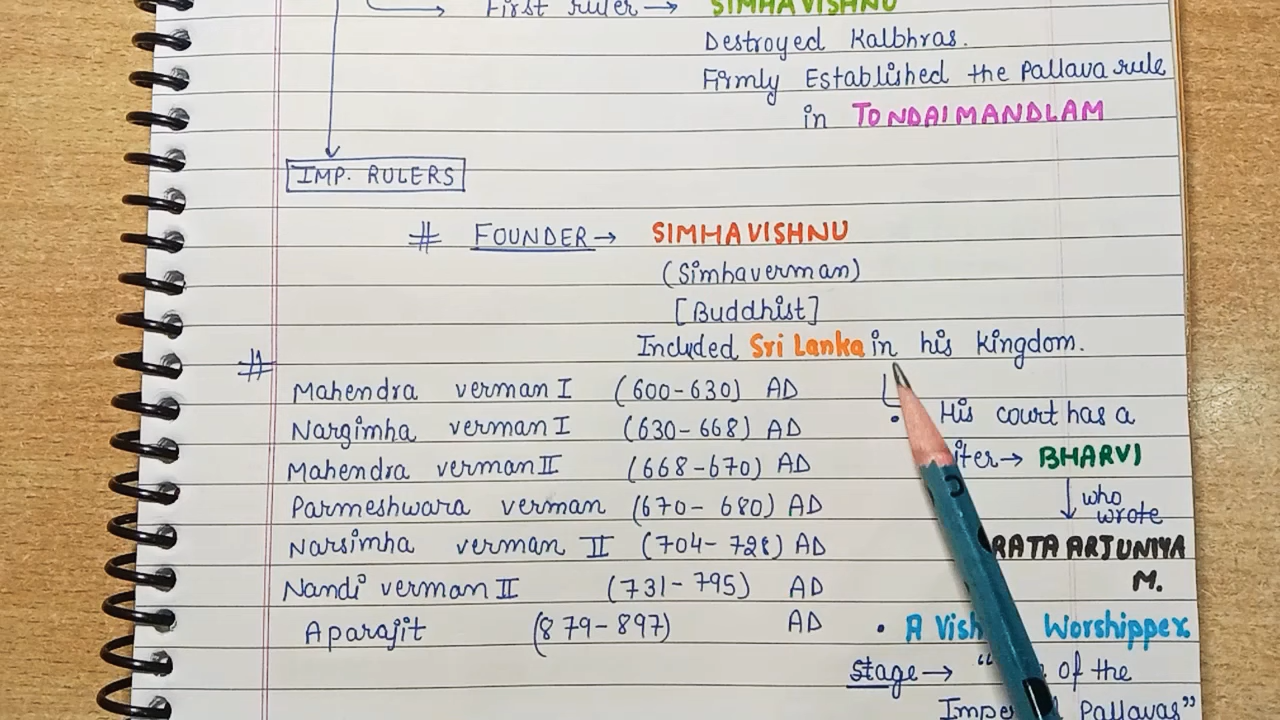 First ruler → SIMHAVISHNU
Destroyed Kalbhras.
Firmly Established the Pallava rule
in TONDAIMANDLAM
IMP. RULERS
# FOUNDER → SIMHAVISHNU
(Simhaverman)
[Buddhist]
Included Sri Lanka in his kingdom.
#
Mahendra verman I (600-630) AD
Nargimha verman I (630-668) AD
Mahendra verman II (668-670) AD
Parmeshwara verman (670-680) AD
Narsimha verman II (704-728) AD
Nandi verman II (731-795) AD
Aparajit (879-897) AD
• His court has a
→ BHARVI
who
wrote
RATA ARJUNIYA
M.
• A Worshipper
stage → " of the
Pallavas"